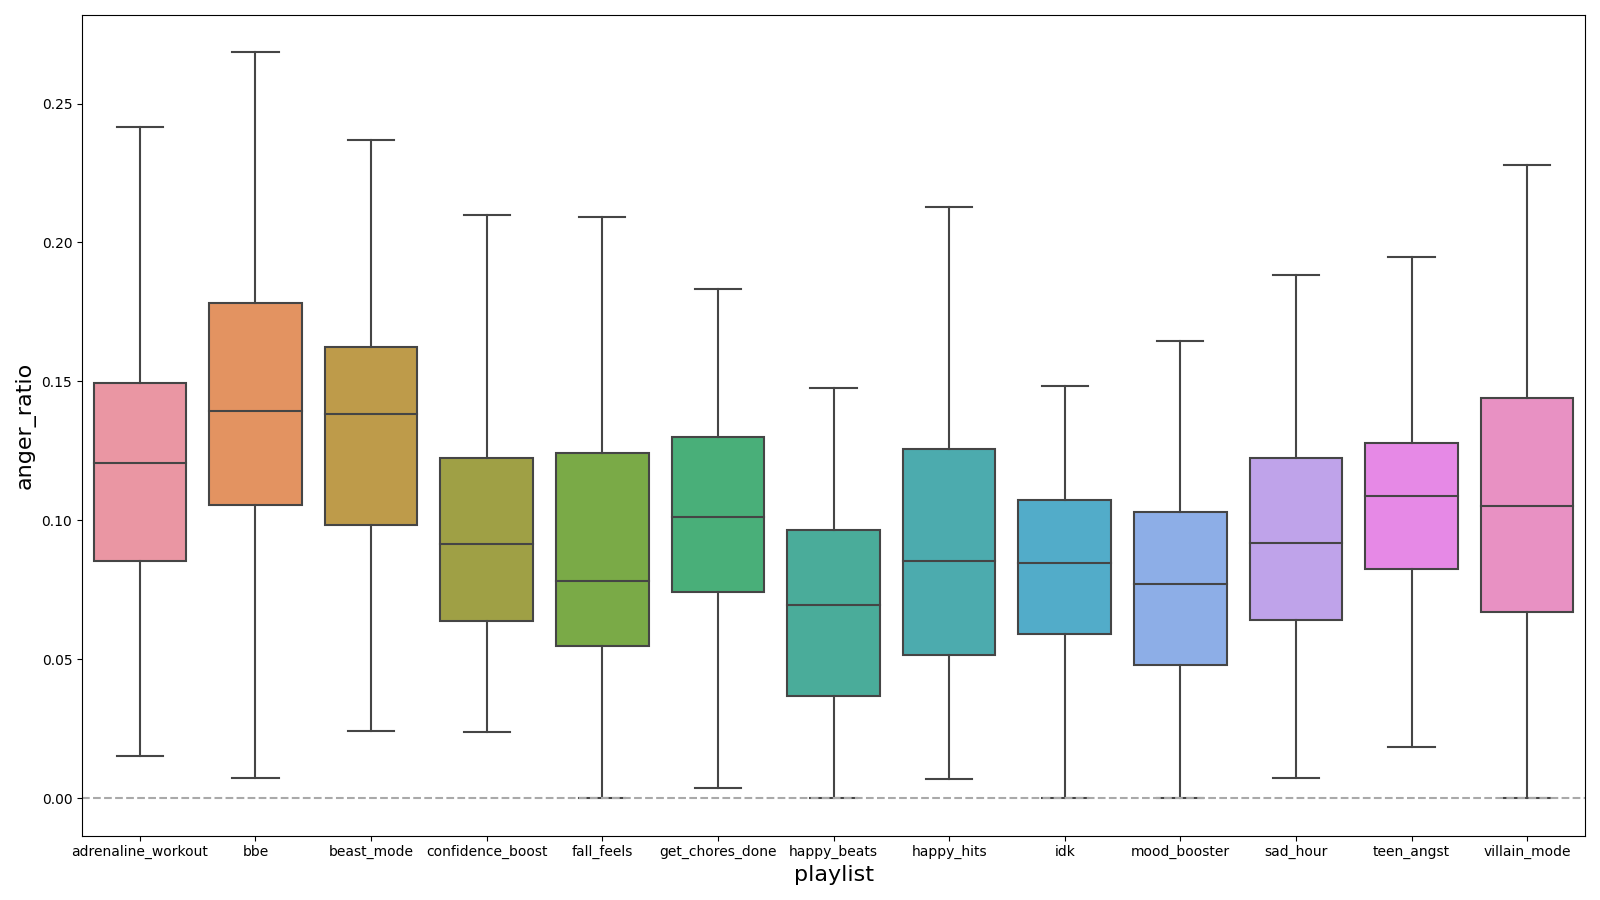 anger_ratio
0.25
0.20
0.15
0.10
0.05
0.00
adrenaline_workout bbe beast_mode confidence_boost fall_feels get_chores_done happy_beats happy_hits idk mood_booster sad_hour teen_angst villain_mode
playlist